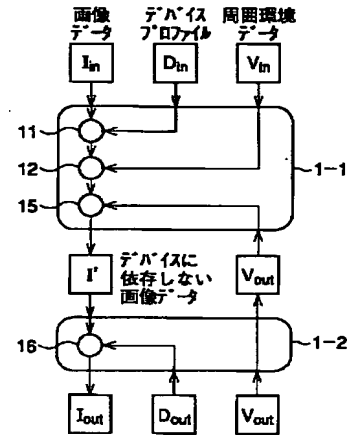 画像
データ
デバイス
プロファイル
周囲環境
データ
Iin
Din
Vin
11
12
15
1-1
I'
デバイスに
依存しない
画像データ
Vout
16
1-2
Iout
Dout
Vout